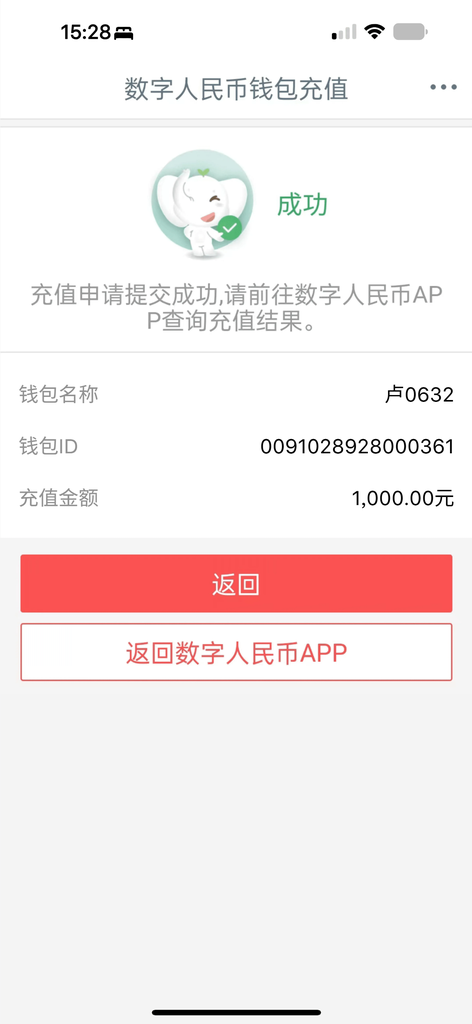 15:28
数字人民币钱包充值
成功
充值申请提交成功,请前往数字人民币AP
P查询充值结果。
钱包名称 卢0632
钱包ID 0091028928000361
充值金额 1,000.00元
返回
返回数字人民币APP